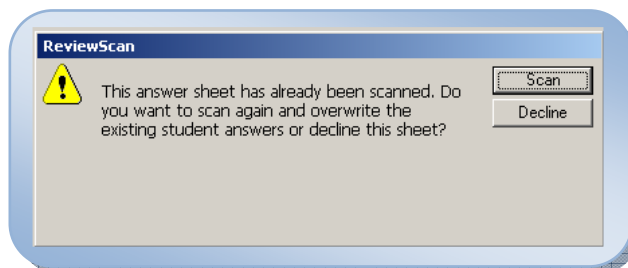 ReviewScan
This answer sheet has already been scanned. Do
you want to scan again and overwrite the
existing student answers or decline this sheet?
Scan
Decline